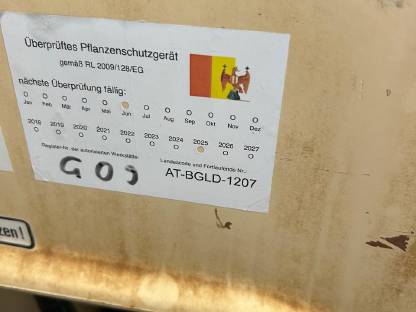 Überprüftes Pflanzenschutzgerät
gemäß RL 2009/128/EG
nächste Überprüfung fällig:
Jan Feb Mär Apr Mai Jun Jul Aug Sep Okt Nov Dez
2018 2019 2020 2021 2022 2023 2024 2025 2026 2027
Register-Nr. der autorisierten Werkstätte:
Landescode und Fortlaufende Nr.:
G09
AT-BGLD-1207
zen!